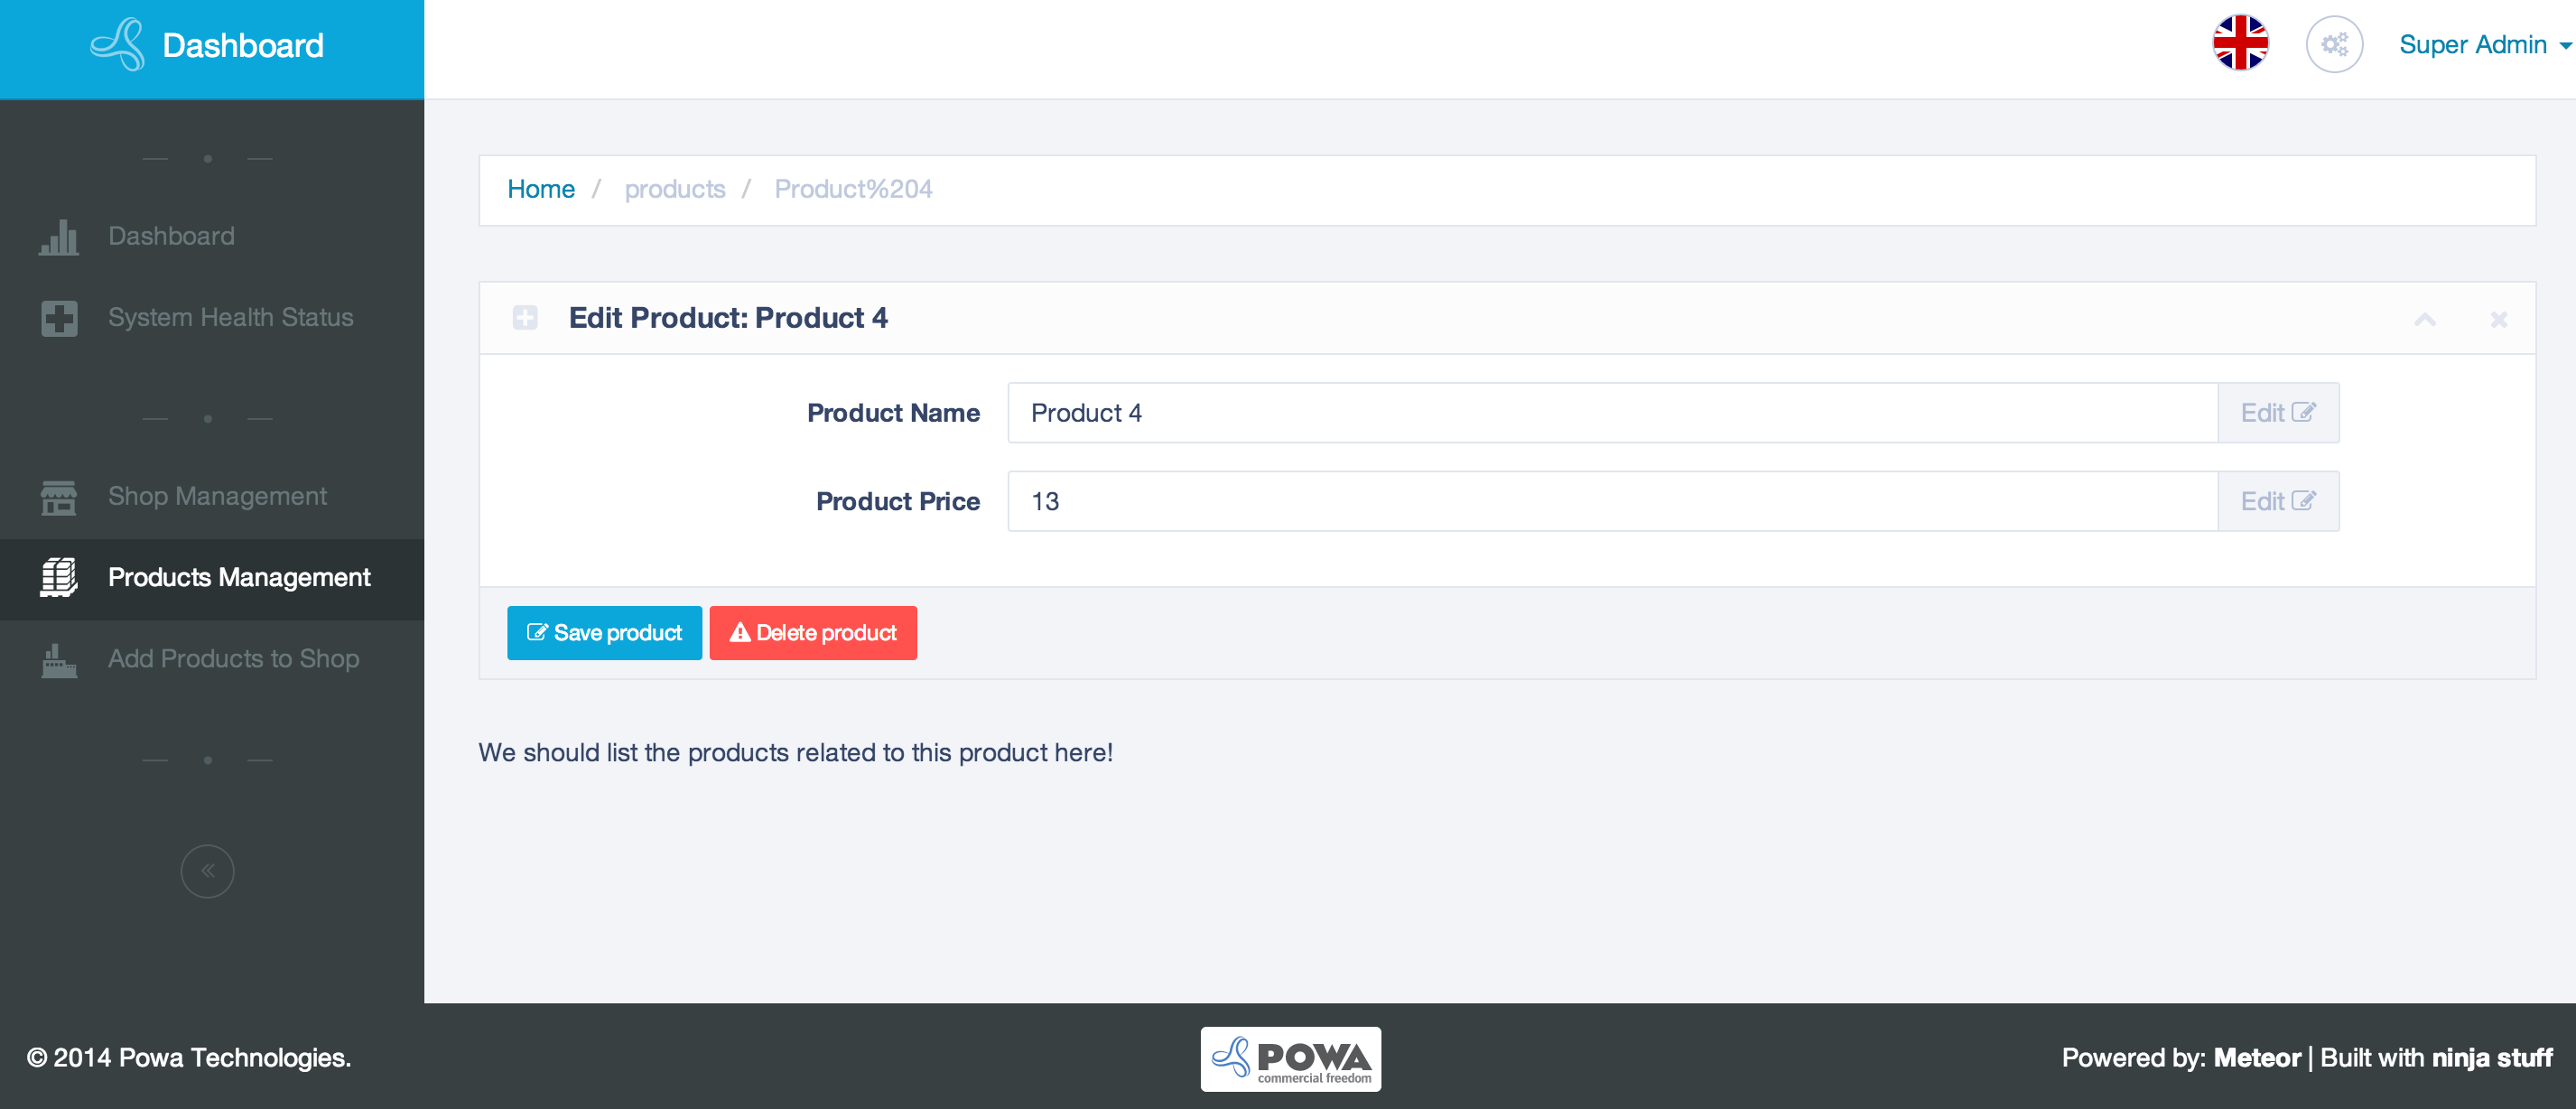 Dashboard
Super Admin
Dashboard
System Health Status
Shop Management
Products Management
Add Products to Shop
Home / products / Product%204
Edit Product: Product 4
Product Name
Product 4
Edit
Product Price
13
Edit
Save product
Delete product
We should list the products related to this product here!
© 2014 Powa Technologies.
POWA
commercial freedom
Powered by: Meteor | Built with ninja stuff